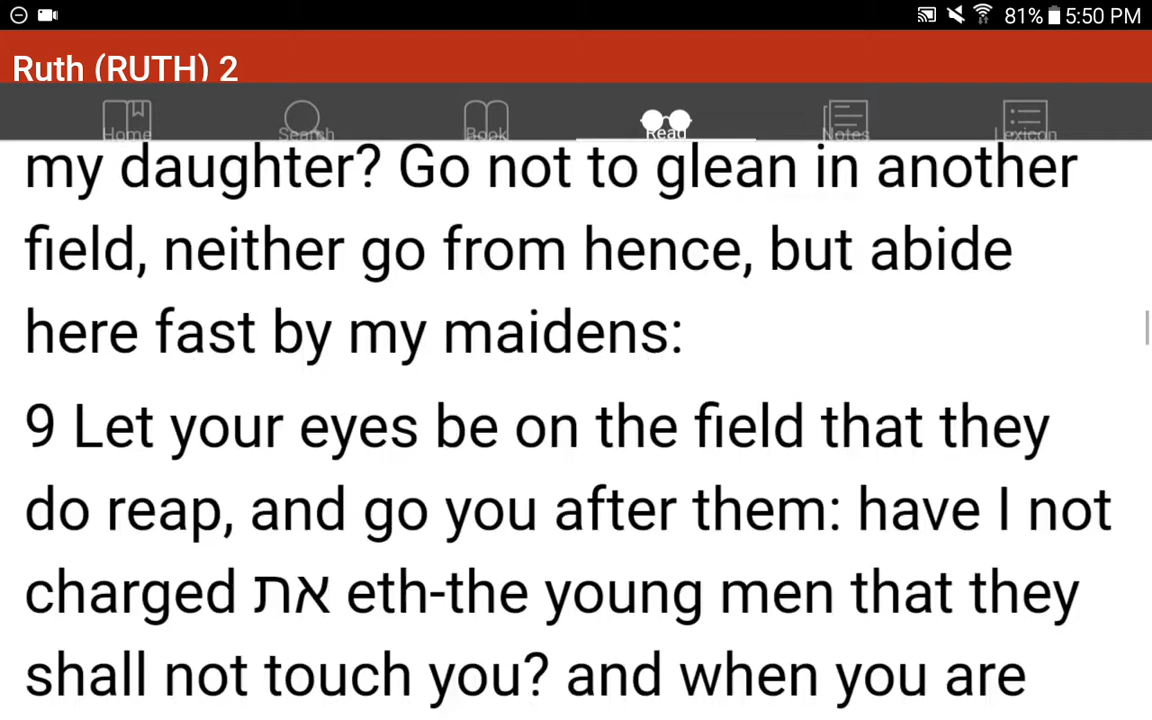 81% 5:50 PM
Ruth (RUTH) 2
Home Search Book Read Notes Lexicon
my daughter? Go not to glean in another
field, neither go from hence, but abide
here fast by my maidens:
9 Let your eyes be on the field that they
do reap, and go you after them: have I not
charged את eth-the young men that they
shall not touch you? and when you are